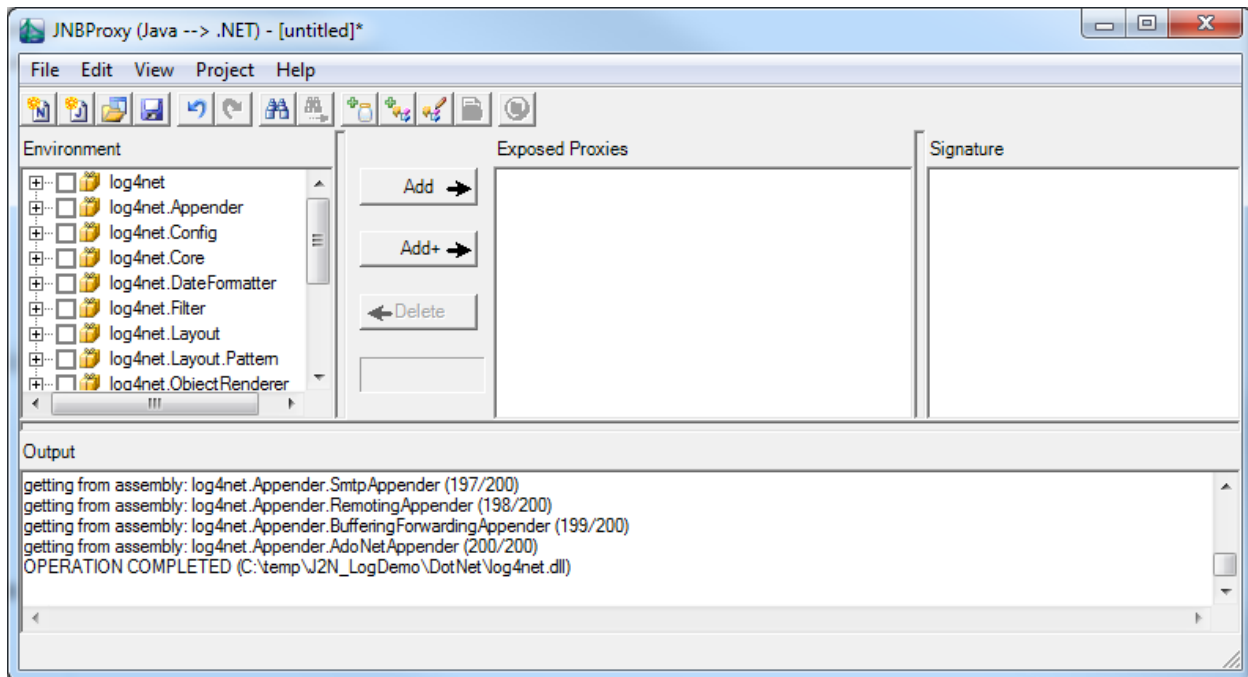 JNBProxy (Java --> .NET) - [untitled]*
File Edit View Project Help
Environment
Exposed Proxies
Signature
log4net
log4net.Appender
log4net.Config
log4net.Core
log4net.DateFormatter
log4net.Filter
log4net.Layout
log4net.Layout.Pattern
log4net.ObjectRenderer
Add
Add+
Delete
Output
getting from assembly: log4net.Appender.SmtpAppender (197/200)
getting from assembly: log4net.Appender.RemotingAppender (198/200)
getting from assembly: log4net.Appender.BufferingForwardingAppender (199/200)
getting from assembly: log4net.Appender.AdoNetAppender (200/200)
OPERATION COMPLETED (C:\temp\J2N_LogDemo\DotNet\log4net.dll)